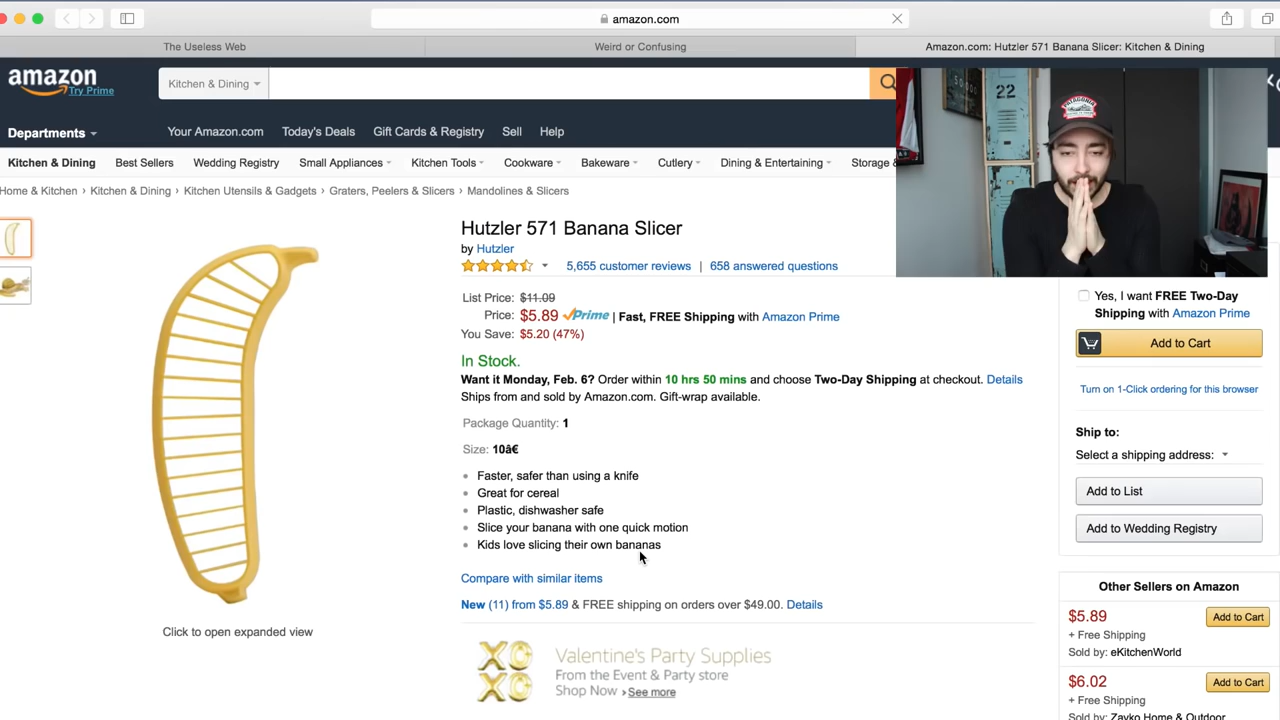 amazon.com
The Useless Web
Weird or Confusing
Amazon.com: Hutzler 571 Banana Slicer: Kitchen & Dining
amazon
Try Prime
Kitchen & Dining
Departments
Your Amazon.com Today's Deals Gift Cards & Registry Sell Help
Kitchen & Dining Best Sellers Wedding Registry Small Appliances Kitchen Tools Cookware Bakeware Cutlery Dining & Entertaining Storage &
Home & Kitchen › Kitchen & Dining › Kitchen Utensils & Gadgets › Graters, Peelers & Slicers › Mandolines & Slicers
22
PATAGONIA
Hutzler 571 Banana Slicer
by Hutzler
5,655 customer reviews | 658 answered questions
List Price: $11.09
Price: $5.89 Prime | Fast, FREE Shipping with Amazon Prime
You Save: $5.20 (47%)
In Stock.
Want it Monday, Feb. 6? Order within 10 hrs 50 mins and choose Two-Day Shipping at checkout. Details
Ships from and sold by Amazon.com. Gift-wrap available.
Package Quantity: 1
Size: 10â€
Faster, safer than using a knife
Great for cereal
Plastic, dishwasher safe
Slice your banana with one quick motion
Kids love slicing their own bananas
Compare with similar items
New (11) from $5.89 & FREE shipping on orders over $49.00. Details
Click to open expanded view
XO
XO
Valentine's Party Supplies
From the Event & Party store
Shop Now › See more
Yes, I want FREE Two-Day
Shipping with Amazon Prime
Add to Cart
Turn on 1-Click ordering for this browser
Ship to:
Select a shipping address:
Add to List
Add to Wedding Registry
Other Sellers on Amazon
$5.89
Add to Cart
+ Free Shipping
Sold by: eKitchenWorld
$6.02
Add to Cart
+ Free Shipping
Sold by: Zayko Home & Outdoor